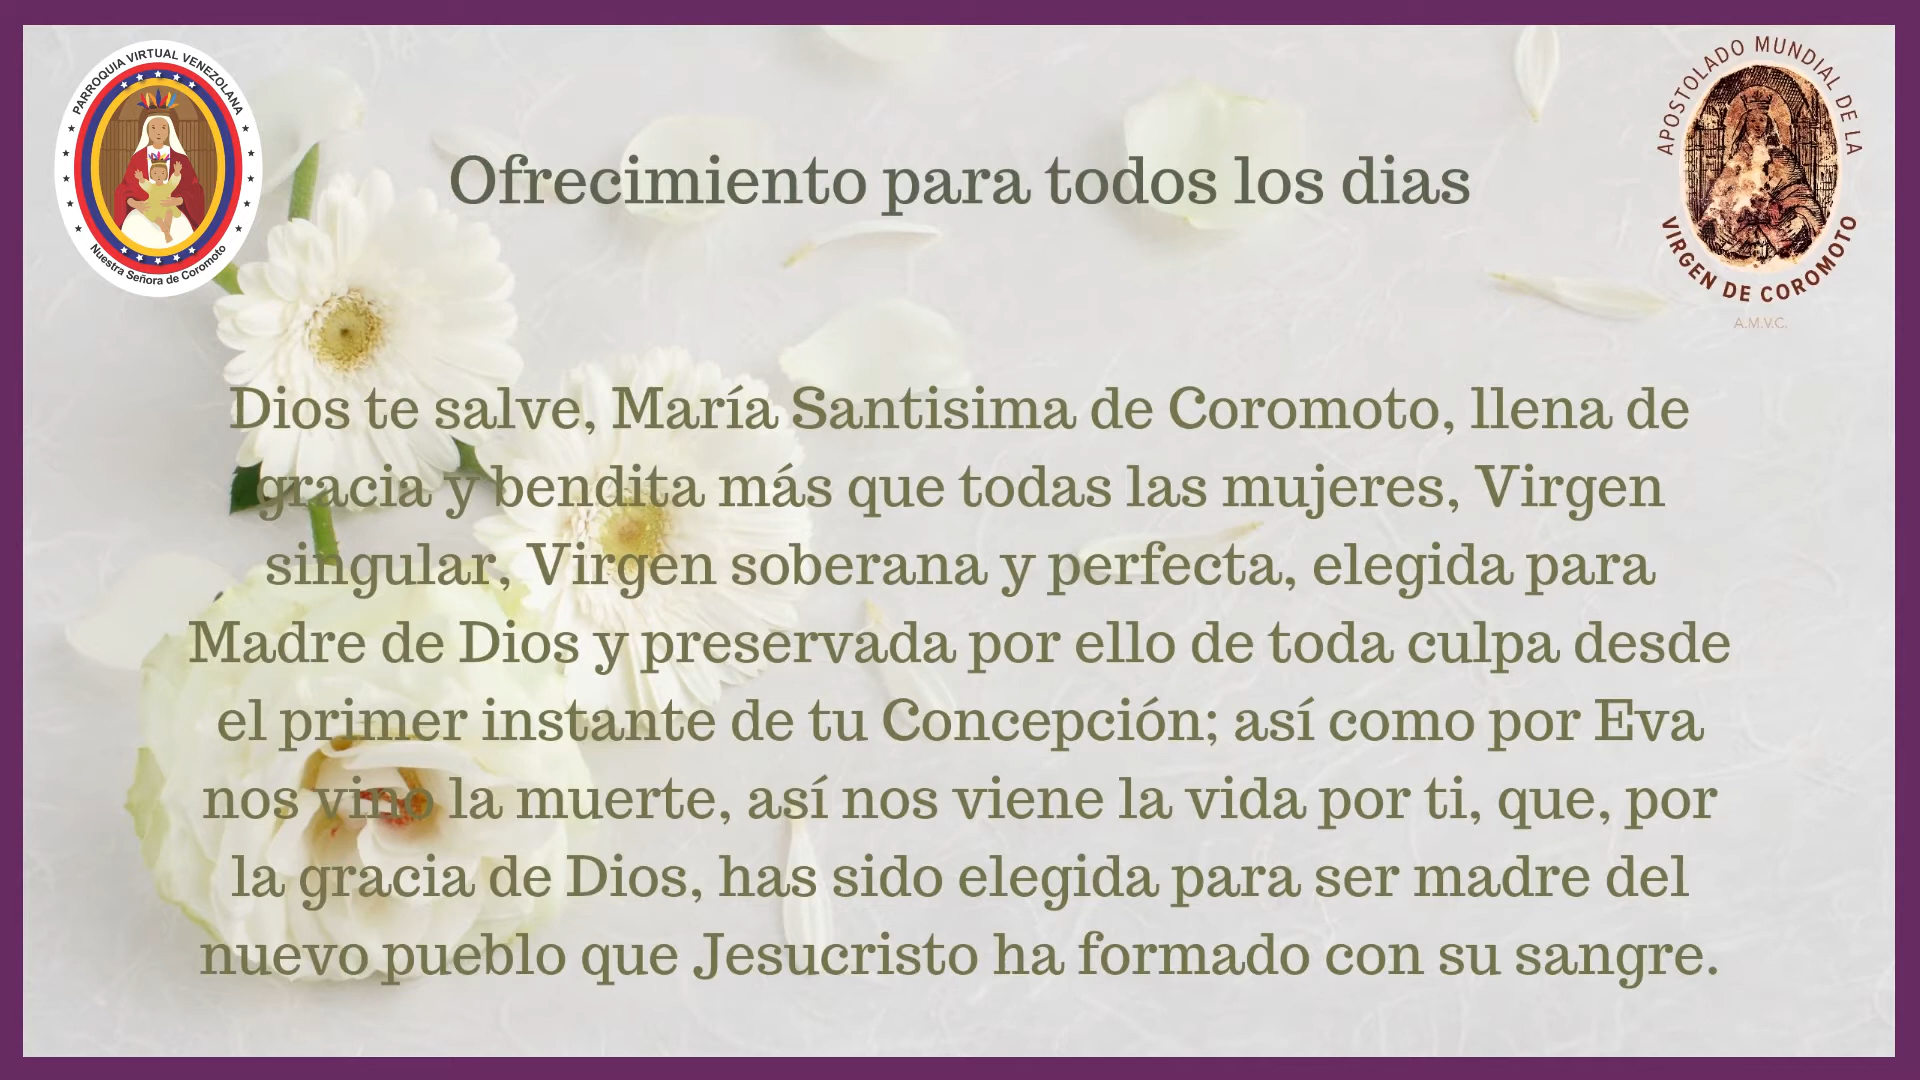 PARROQUIA VIRTUAL VENEZOLANA
Nuestra Señora de Coromoto
APOSTOLADO MUNDIAL DE LA
VIRGEN DE COROMOTO
A.M.V.C.
Ofrecimiento para todos los dias
Dios te salve, María Santisima de Coromoto, llena de
gracia y bendita más que todas las mujeres, Virgen
singular, Virgen soberana y perfecta, elegida para
Madre de Dios y preservada por ello de toda culpa desde
el primer instante de tu Concepción; así como por Eva
nos vino la muerte, así nos viene la vida por ti, que, por
la gracia de Dios, has sido elegida para ser madre del
nuevo pueblo que Jesucristo ha formado con su sangre.